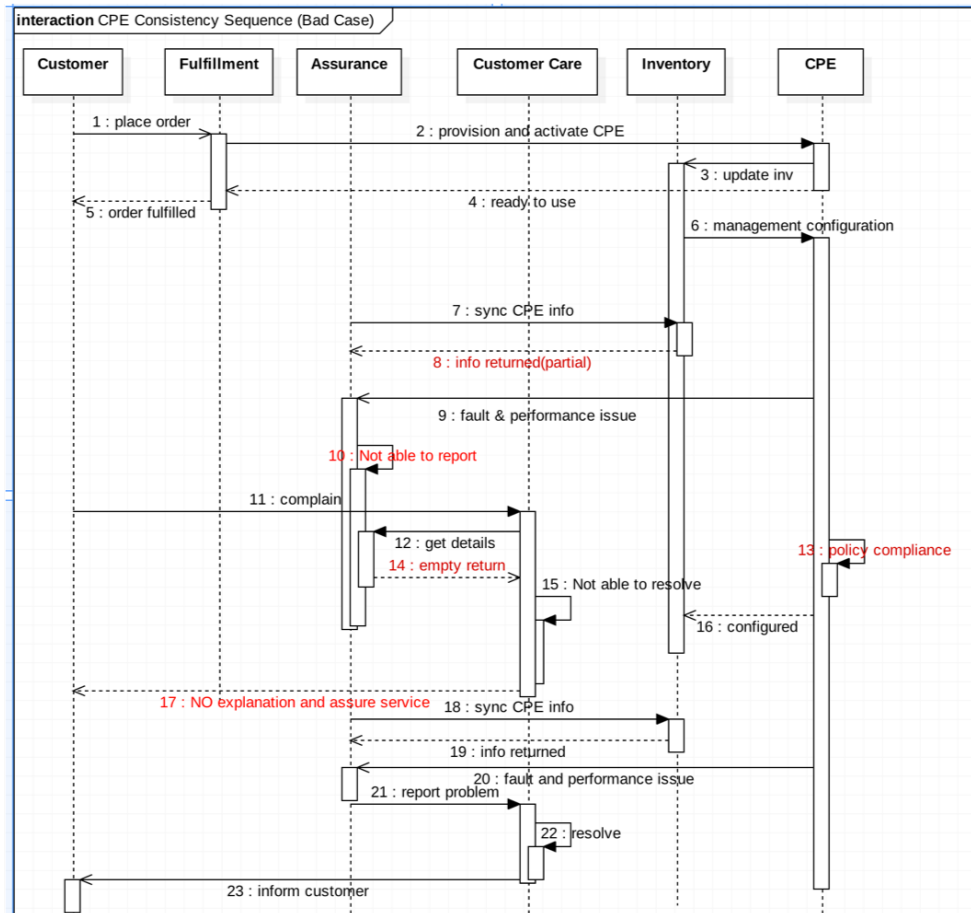 interaction CPE Consistency Sequence (Bad Case)
Customer
Fulfillment
Assurance
Customer Care
Inventory
CPE
1 : place order
2 : provision and activate CPE
3 : update inv
4 : ready to use
5 : order fulfilled
6 : management configuration
7 : sync CPE info
8 : info returned(partial)
9 : fault & performance issue
10 : Not able to report
11 : complain
12 : get details
13 : policy compliance
14 : empty return
15 : Not able to resolve
16 : configured
17 : NO explanation and assure service
18 : sync CPE info
19 : info returned
20 : fault and performance issue
21 : report problem
22 : resolve
23 : inform customer